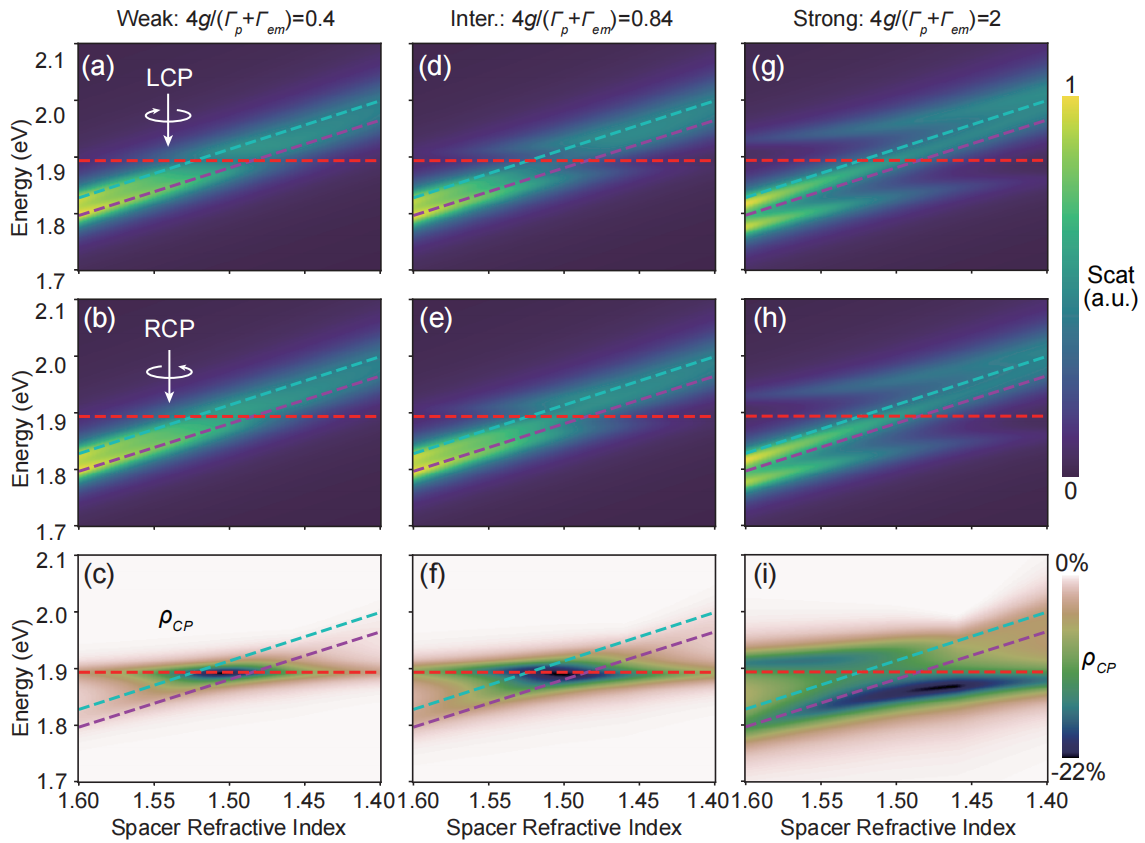 Weak: 4g/(Γp+Γem)=0.4
Inter.: 4g/(Γp+Γem)=0.84
Strong: 4g/(Γp+Γem)=2
(a)
LCP
(d)
(g)
2.1
2.0
1.9
1.8
1.7
Energy (eV)
1
Scat
(a.u.)
0
(b)
RCP
(e)
(h)
2.1
2.0
1.9
1.8
1.7
Energy (eV)
(c)
ρCP
(f)
(i)
2.1
2.0
1.9
1.8
1.7
Energy (eV)
0%
ρCP
-22%
1.60 1.55 1.50 1.45 1.40
1.60 1.55 1.50 1.45 1.40
1.60 1.55 1.50 1.45 1.40
Spacer Refractive Index
Spacer Refractive Index
Spacer Refractive Index